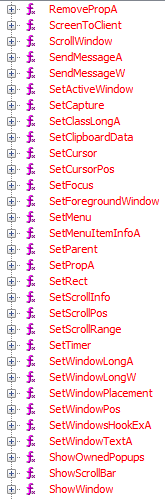 RemovePropA
ScreenToClient
ScrollWindow
SendMessageA
SendMessageW
SetActiveWindow
SetCapture
SetClassLongA
SetClipboardData
SetCursor
SetCursorPos
SetFocus
SetForegroundWindow
SetMenu
SetMenuItemInfoA
SetParent
SetPropA
SetRect
SetScrollInfo
SetScrollPos
SetScrollRange
SetTimer
SetWindowLongA
SetWindowLongW
SetWindowPlacement
SetWindowPos
SetWindowsHookExA
SetWindowTextA
ShowOwnedPopups
ShowScrollBar
ShowWindow